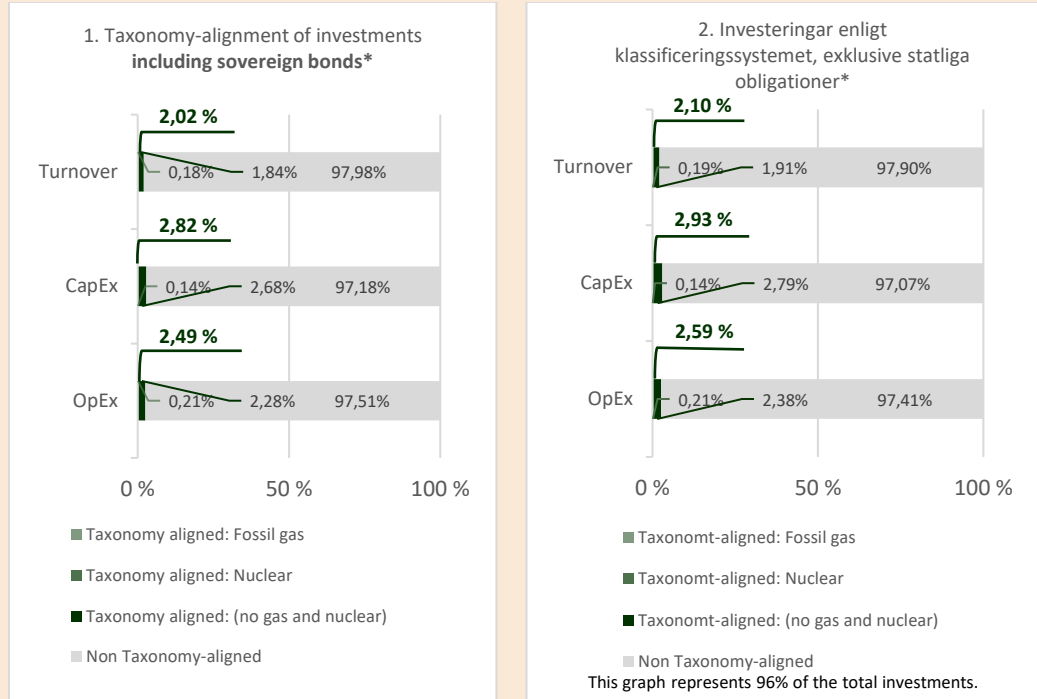 1. Taxonomy-alignment of investments
including sovereign bonds*
2,02 %
Turnover
0,18%
1,84%
97,98%
2,82 %
CapEx
0,14%
2,68%
97,18%
2,49 %
OpEx
0,21%
2,28%
97,51%
0 %
50 %
100 %
Taxonomy aligned: Fossil gas
Taxonomy aligned: Nuclear
Taxonomy aligned: (no gas and nuclear)
Non Taxonomy-aligned
2. Investeringar enligt
klassificeringssystemet, exklusive statliga
obligationer*
2,10 %
Turnover
0,19%
1,91%
97,90%
2,93 %
CapEx
0,14%
2,79%
97,07%
2,59 %
OpEx
0,21%
2,38%
97,41%
0 %
50 %
100 %
Taxonomt-aligned: Fossil gas
Taxonomt-aligned: Nuclear
Taxonomt-aligned: (no gas and nuclear)
Non Taxonomy-aligned
This graph represents 96% of the total investments.